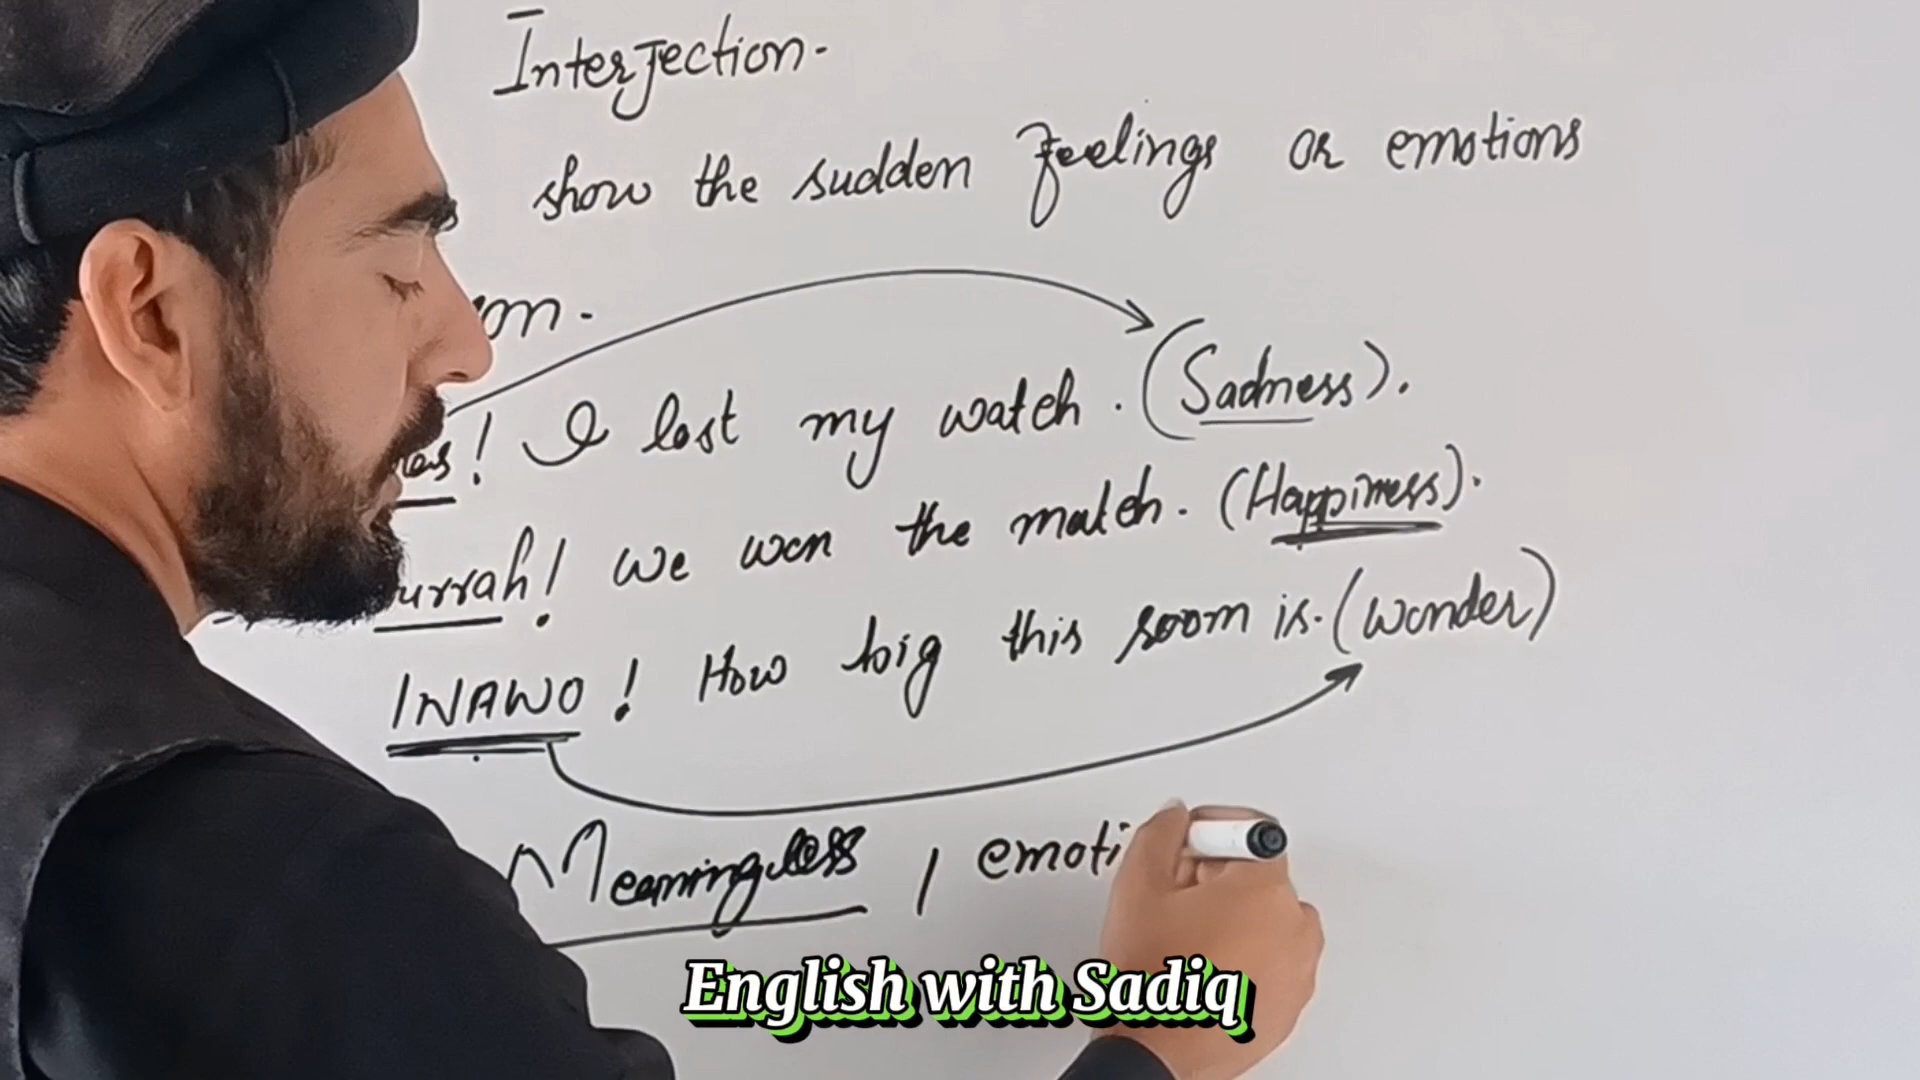 Interjection.
show the sudden feelings or emotions
on.
! I lost my watch. (Sadness).
urrah! We won the match. (Happiness).
! How big this room is. (Wonder)
Meaningless, emoti
English with Sadiq